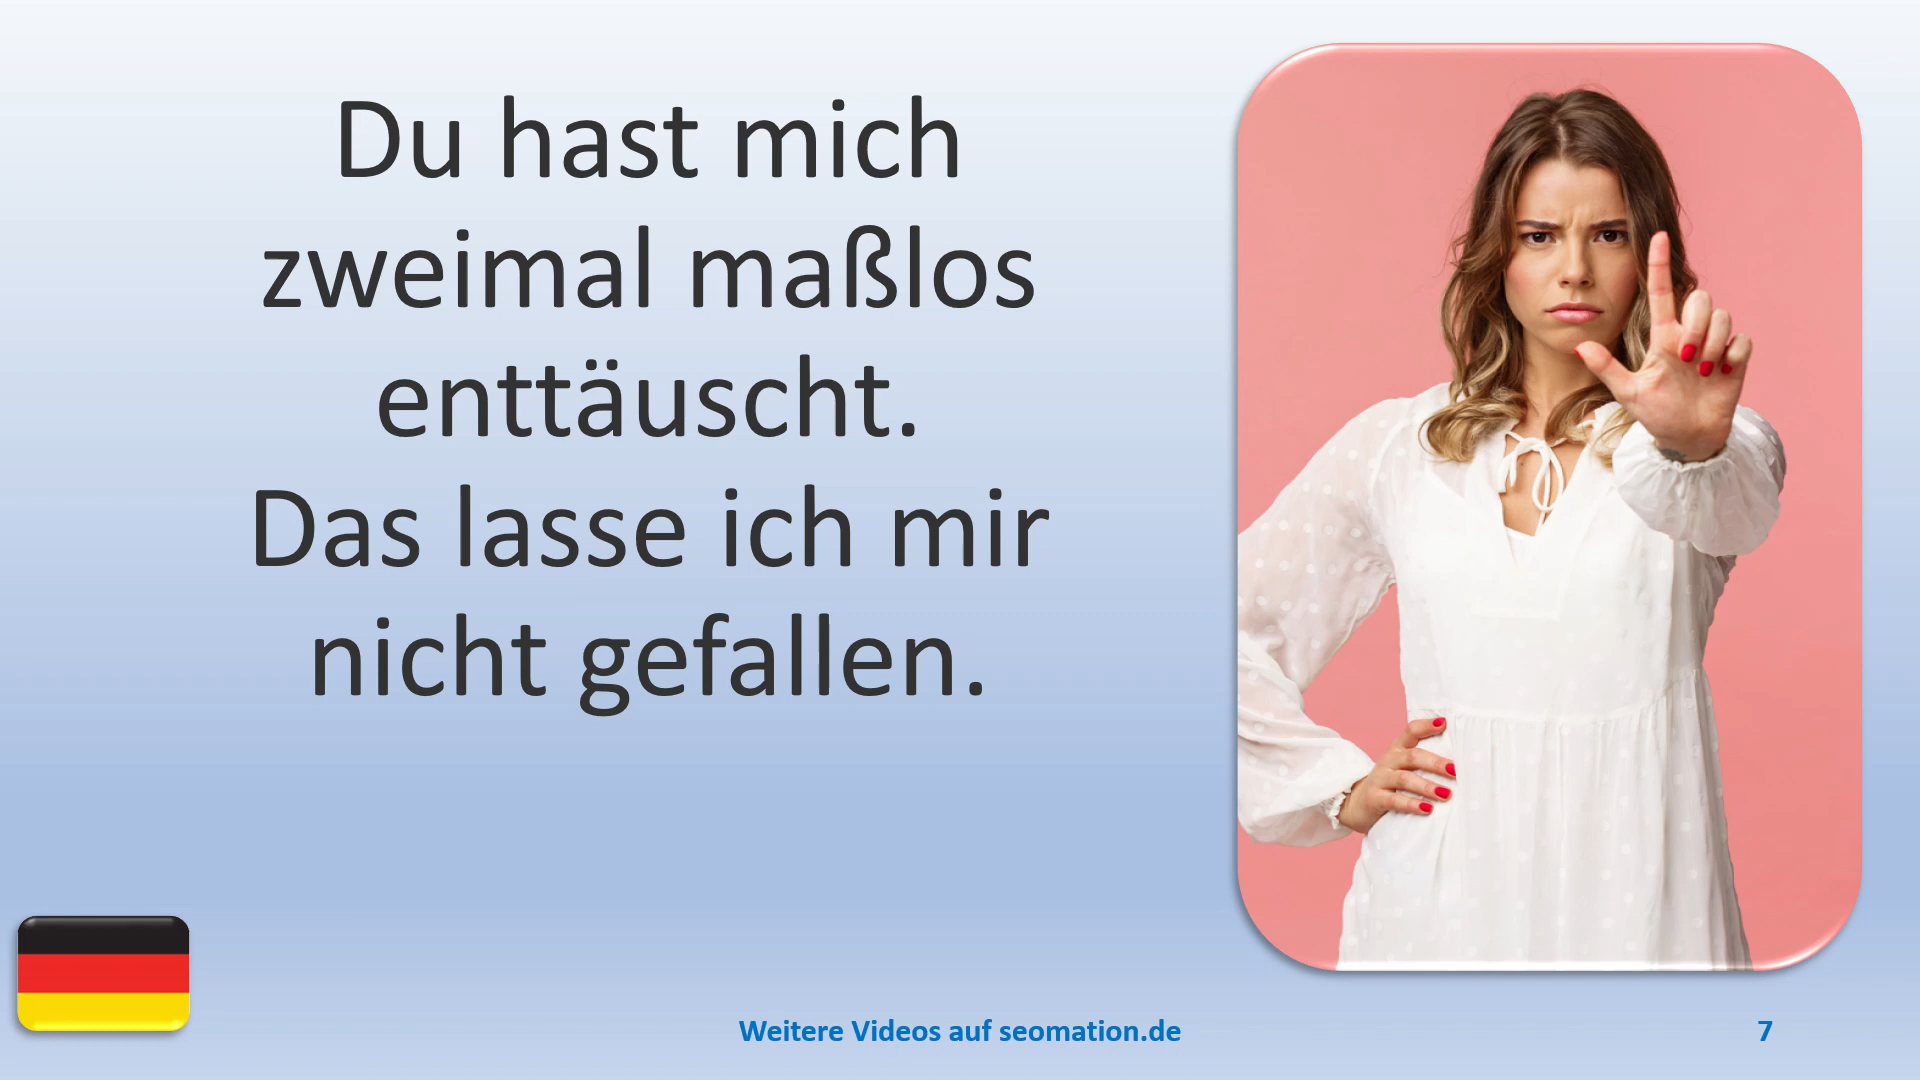 Du hast mich
zweimal maßlos
enttäuscht.
Das lasse ich mir
nicht gefallen.
Weitere Videos auf seomation.de
7